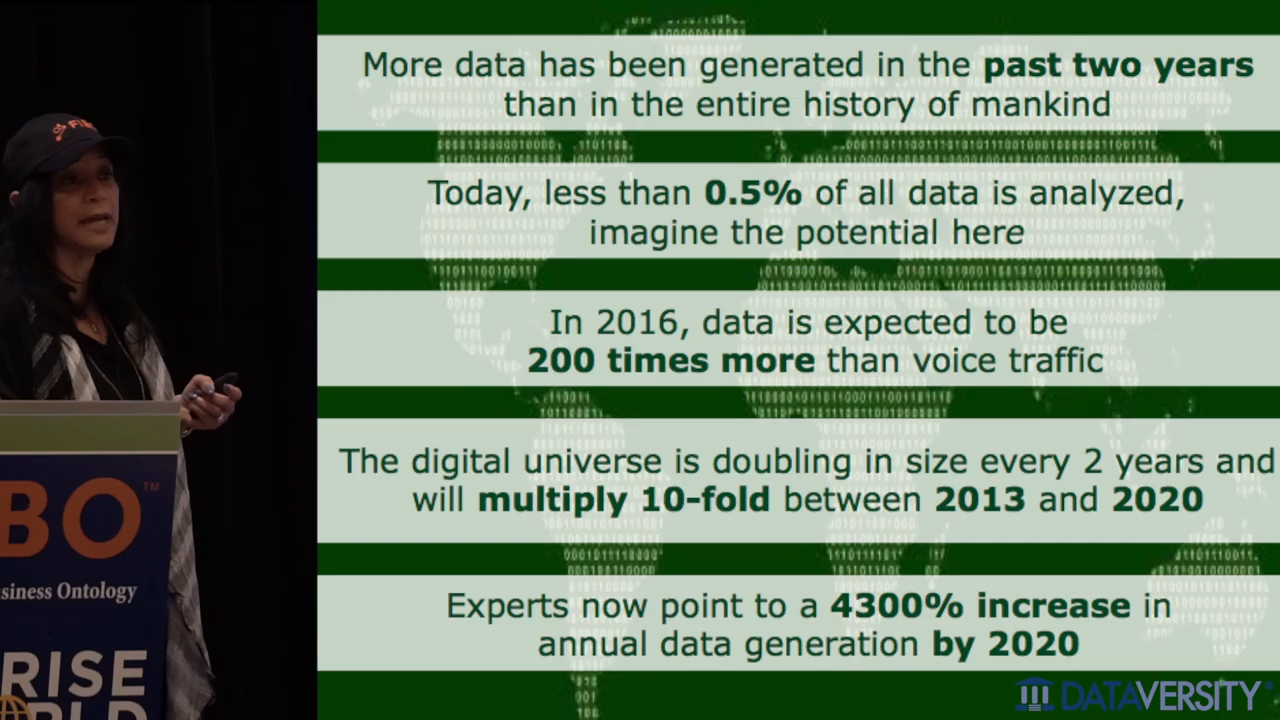 More data has been generated in the past two years
than in the entire history of mankind
Today, less than 0.5% of all data is analyzed,
imagine the potential here
In 2016, data is expected to be
200 times more than voice traffic
The digital universe is doubling in size every 2 years and
will multiply 10-fold between 2013 and 2020
Experts now point to a 4300% increase in
annual data generation by 2020
BO™
siness Ontology
RISE
RLD
DATAVERSITY